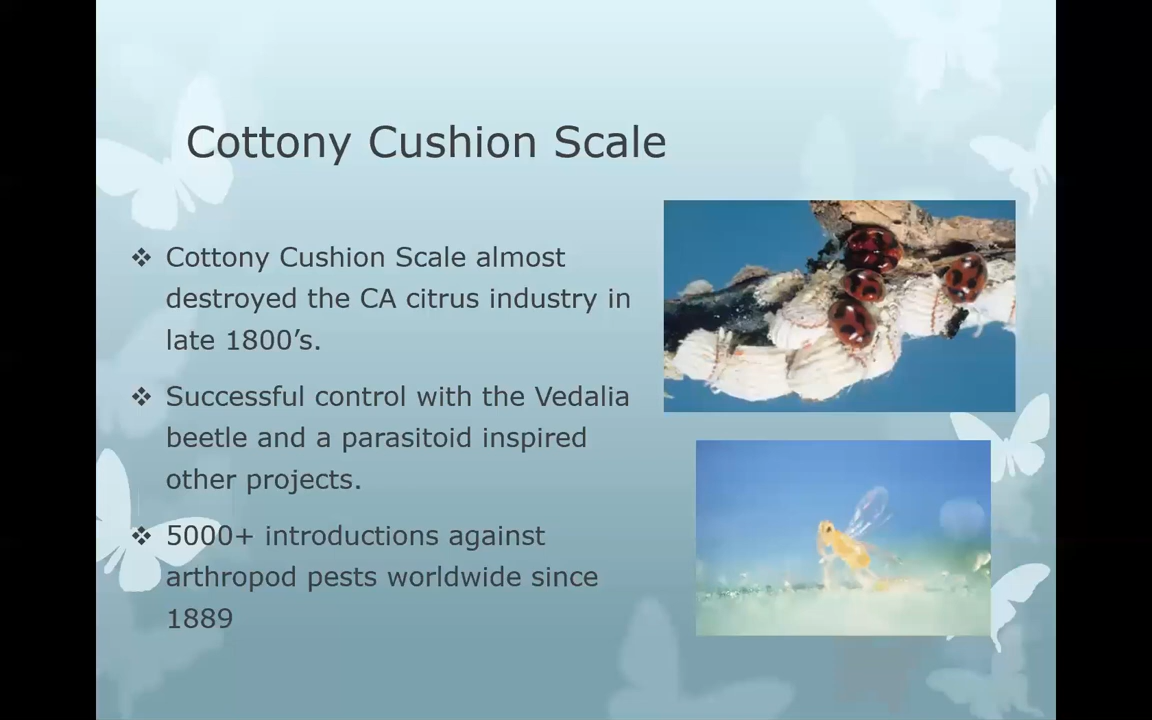 Cottony Cushion Scale
❖ Cottony Cushion Scale almost
destroyed the CA citrus industry in
late 1800’s.
❖ Successful control with the Vedalia
beetle and a parasitoid inspired
other projects.
❖ 5000+ introductions against
arthropod pests worldwide since
1889